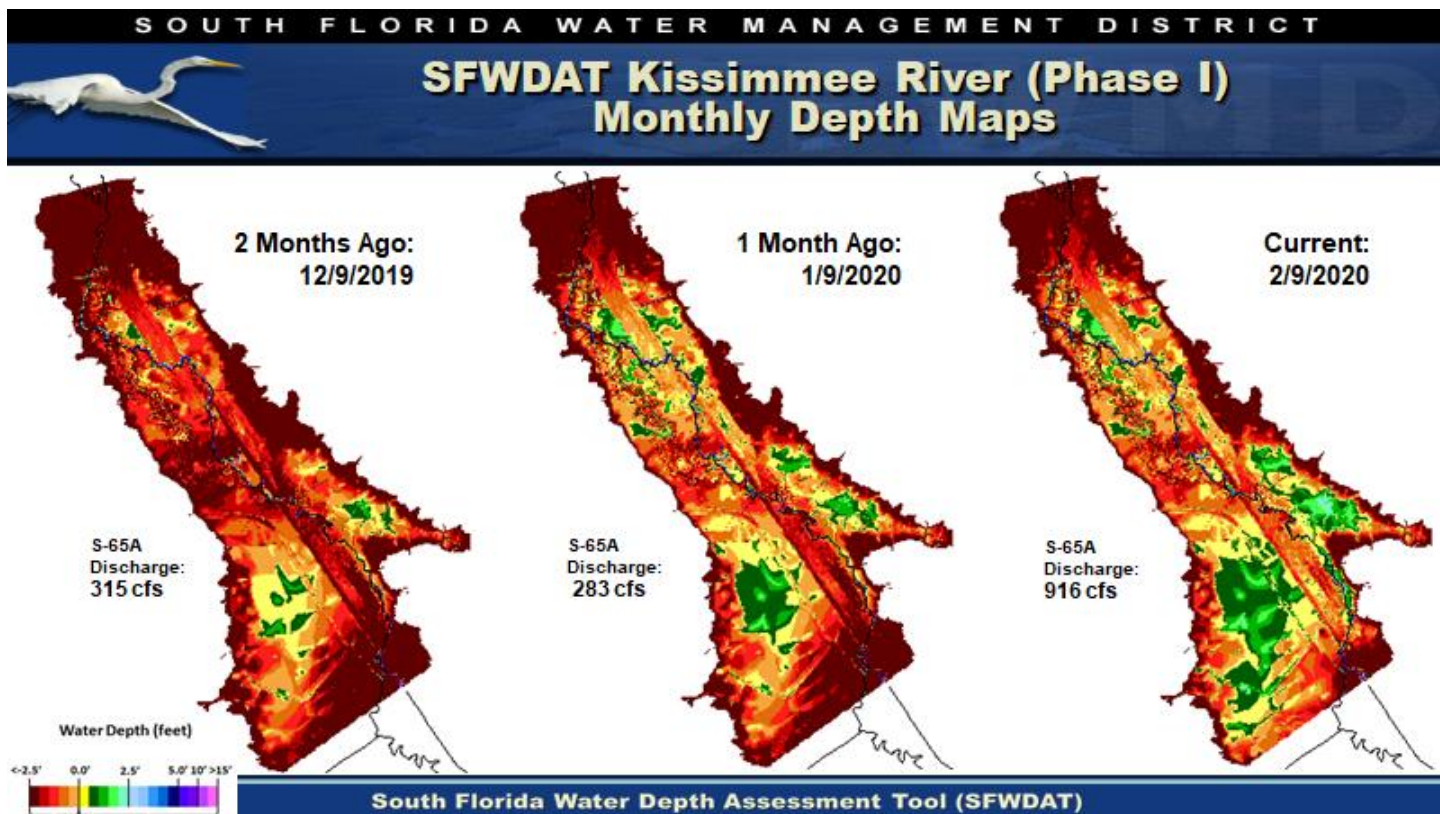 SOUTH FLORIDA WATER MANAGEMENT DISTRICT
SFWDAT Kissimmee River (Phase I)
Monthly Depth Maps
2 Months Ago:
12/9/2019
1 Month Ago:
1/9/2020
Current:
2/9/2020
S-65A
Discharge:
315 cfs
S-65A
Discharge:
283 cfs
S-65A
Discharge:
916 cfs
Water Depth (feet)
<-2.5' 0.0' 2.5' 5.0' 10' >15'
South Florida Water Depth Assessment Tool (SFWDAT)